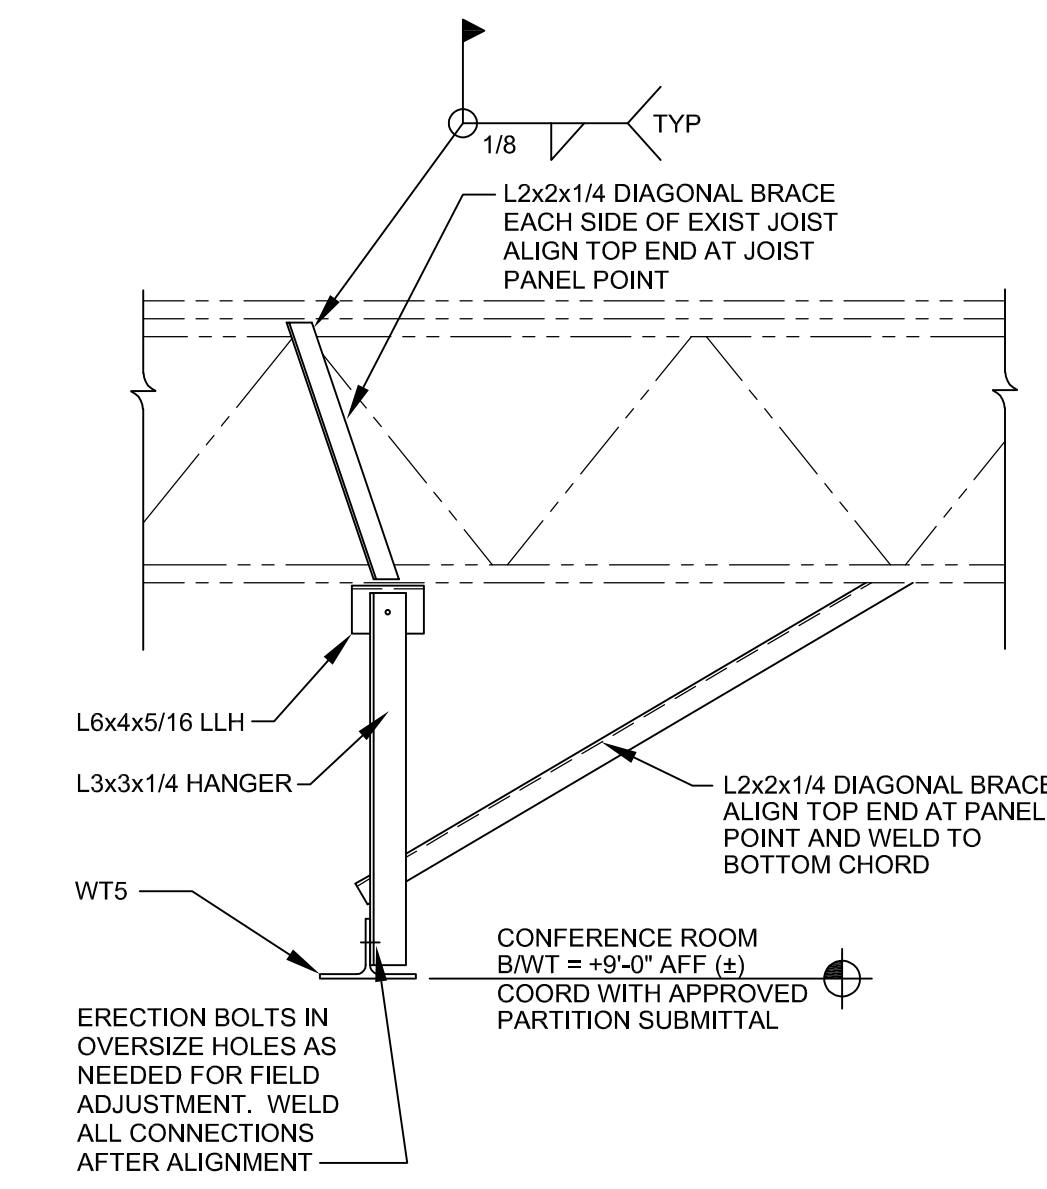 TYP
1/8
L2x2x1/4 DIAGONAL BRACE
EACH SIDE OF EXIST JOIST
ALIGN TOP END AT JOIST
PANEL POINT
L6x4x5/16 LLH
L3x3x1/4 HANGER
L2x2x1/4 DIAGONAL BRACE
ALIGN TOP END AT PANEL
POINT AND WELD TO
BOTTOM CHORD
WT5
CONFERENCE ROOM
B/WT = +9'-0" AFF (±)
COORD WITH APPROVED
PARTITION SUBMITTAL
ERECTION BOLTS IN
OVERSIZE HOLES AS
NEEDED FOR FIELD
ADJUSTMENT.  WELD
ALL CONNECTIONS
AFTER ALIGNMENT